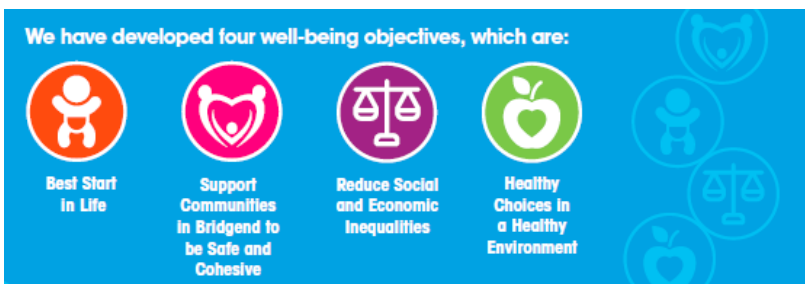 We have developed four well-being objectives, which are:
Best Start
in Life
Support
Communities
in Bridgend to
be Safe and
Cohesive
Reduce Social
and Economic
Inequalities
Healthy
Choices in
a Healthy
Environment